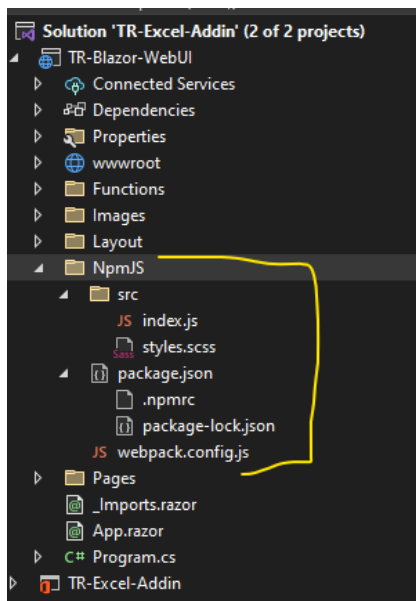 Solution 'TR-Excel-Addin' (2 of 2 projects)
TR-Blazor-WebUI
Connected Services
Dependencies
Properties
wwwroot
Functions
Images
Layout
NpmJS
src
JS index.js
Sass styles.scss
package.json
.npmrc
package-lock.json
JS webpack.config.js
Pages
_Imports.razor
App.razor
C# Program.cs
TR-Excel-Addin